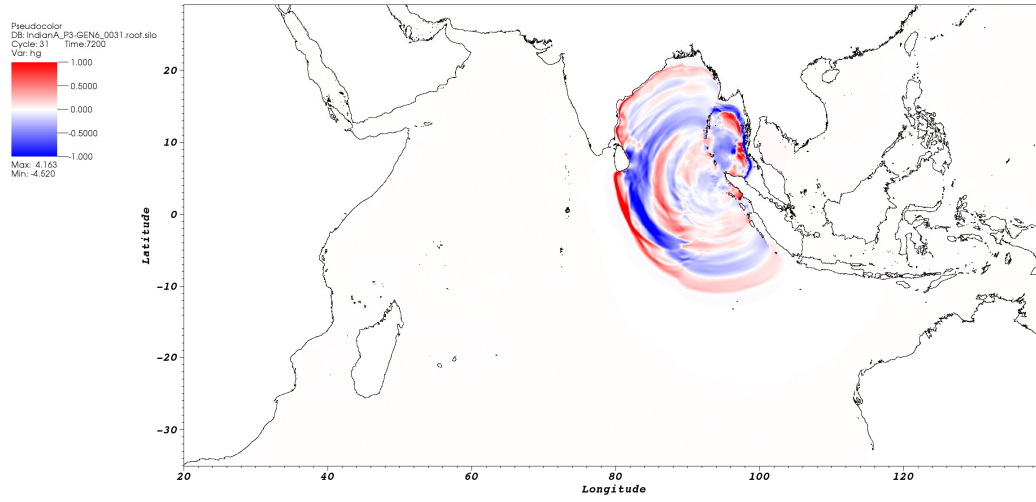 Pseudocolor
DB: IndianA_P3-GEN6_0031.root.silo
Cycle: 31 Time:7200
Var: hg
1.000
0.5000
0.000
-0.5000
-1.000
Max: 4.163
Min: -4.520
Latitude
20
10
0
-10
-20
-30
20 40 60 80 100 120
Longitude